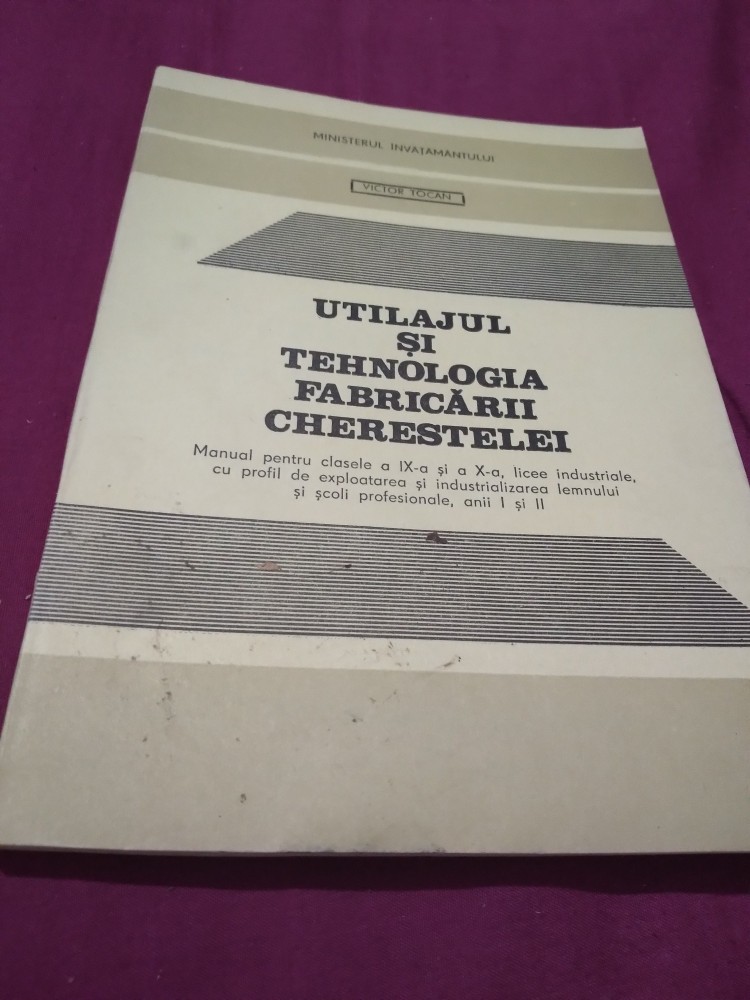 MINISTERUL ÎNVĂȚĂMÂNTULUI
VICTOR TOCAN
UTILAJUL
ȘI
TEHNOLOGIA
FABRICĂRII
CHERESTELEI
Manual pentru clasele a IX-a și a X-a, licee industriale,
cu profil de exploatarea și industrializarea lemnului
și școli profesionale, anii I și II